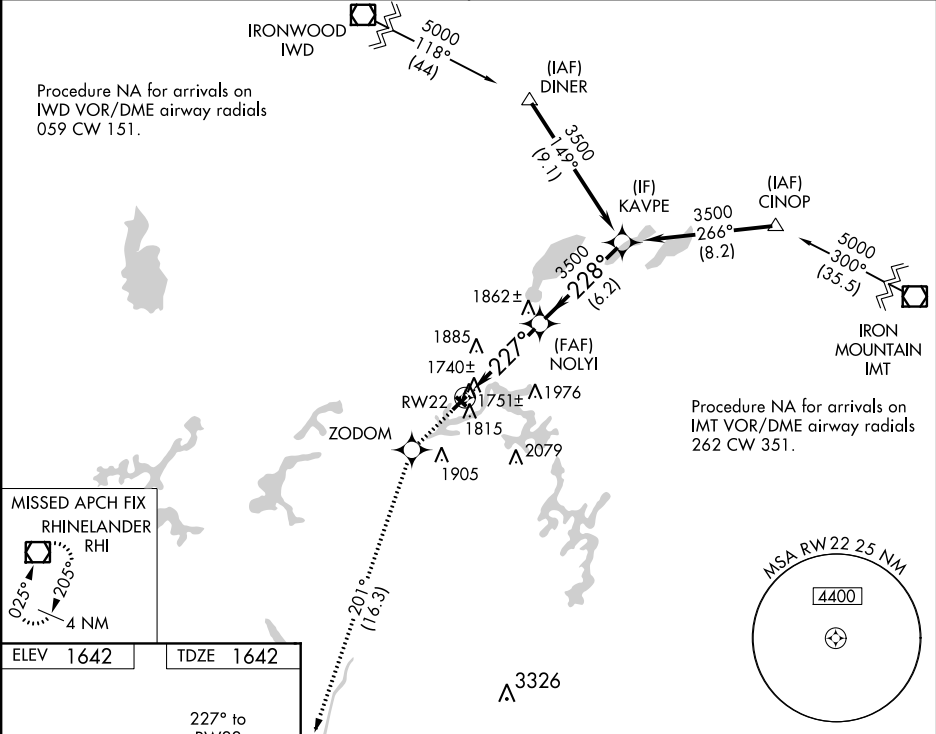 IRONWOOD
IWD
5000
118°
(44)
Procedure NA for arrivals on
IWD VOR/DME airway radials
059 CW 151.
(IAF)
DINER
3500
149°
(9.1)
(IF)
KAVPE
(IAF)
CINOP
3500
266°
(8.2)
5000
300°
(35.5)
IRON
MOUNTAIN
IMT
3500
228°
(6.2)
1862±
(FAF)
NOLYI
227°
1885
1740±
RW22
1751±
1976
1815
ZODOM
1905
2079
Procedure NA for arrivals on
IMT VOR/DME airway radials
262 CW 351.
MISSED APCH FIX
RHINELANDER
RHI
025°
205°
4 NM
201°
(16.3)
MSA RW22 25 NM
4400
ELEV 1642
TDZE 1642
3326
227° to